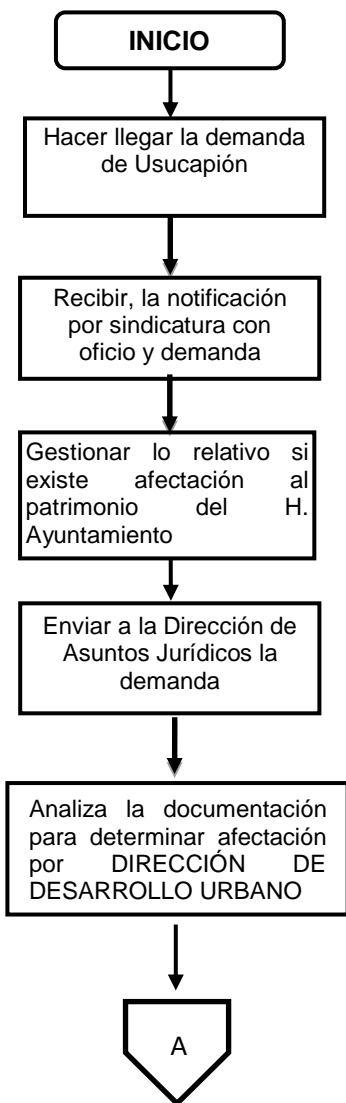 INICIO
Hacer llegar la demanda
de Usucapión
Recibir, la notificación
por sindicatura con
oficio y demanda
Gestionar lo relativo si
existe afectación al
patrimonio del H.
Ayuntamiento
Enviar a la Dirección de
Asuntos Jurídicos la
demanda
Analiza la documentación
para determinar afectación
por DIRECCIÓN DE
DESARROLLO URBANO
A